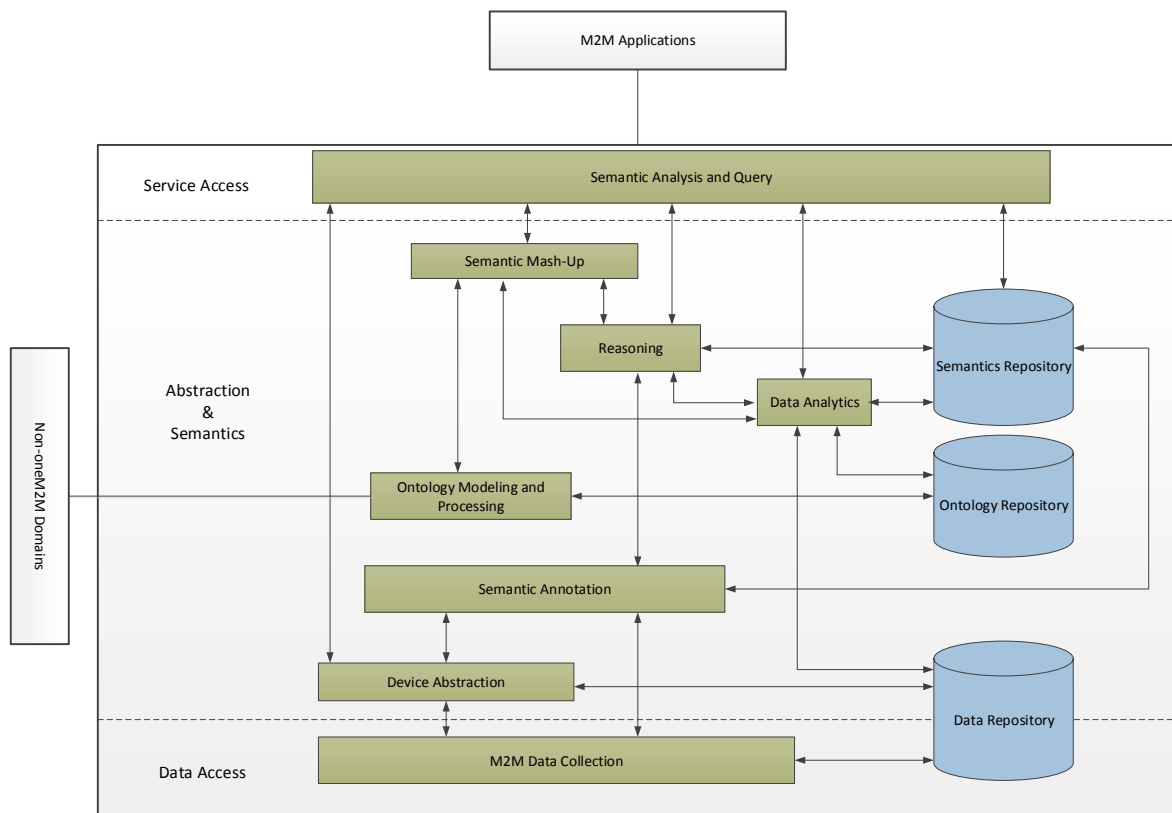 M2M Applications
Service Access
Semantic Analysis and Query
Semantic Mash-Up
Reasoning
Semantics Repository
Abstraction
&
Semantics
Data Analytics
Non-oneM2M Domains
Ontology Modeling and
Processing
Ontology Repository
Semantic Annotation
Device Abstraction
Data Repository
Data Access
M2M Data Collection